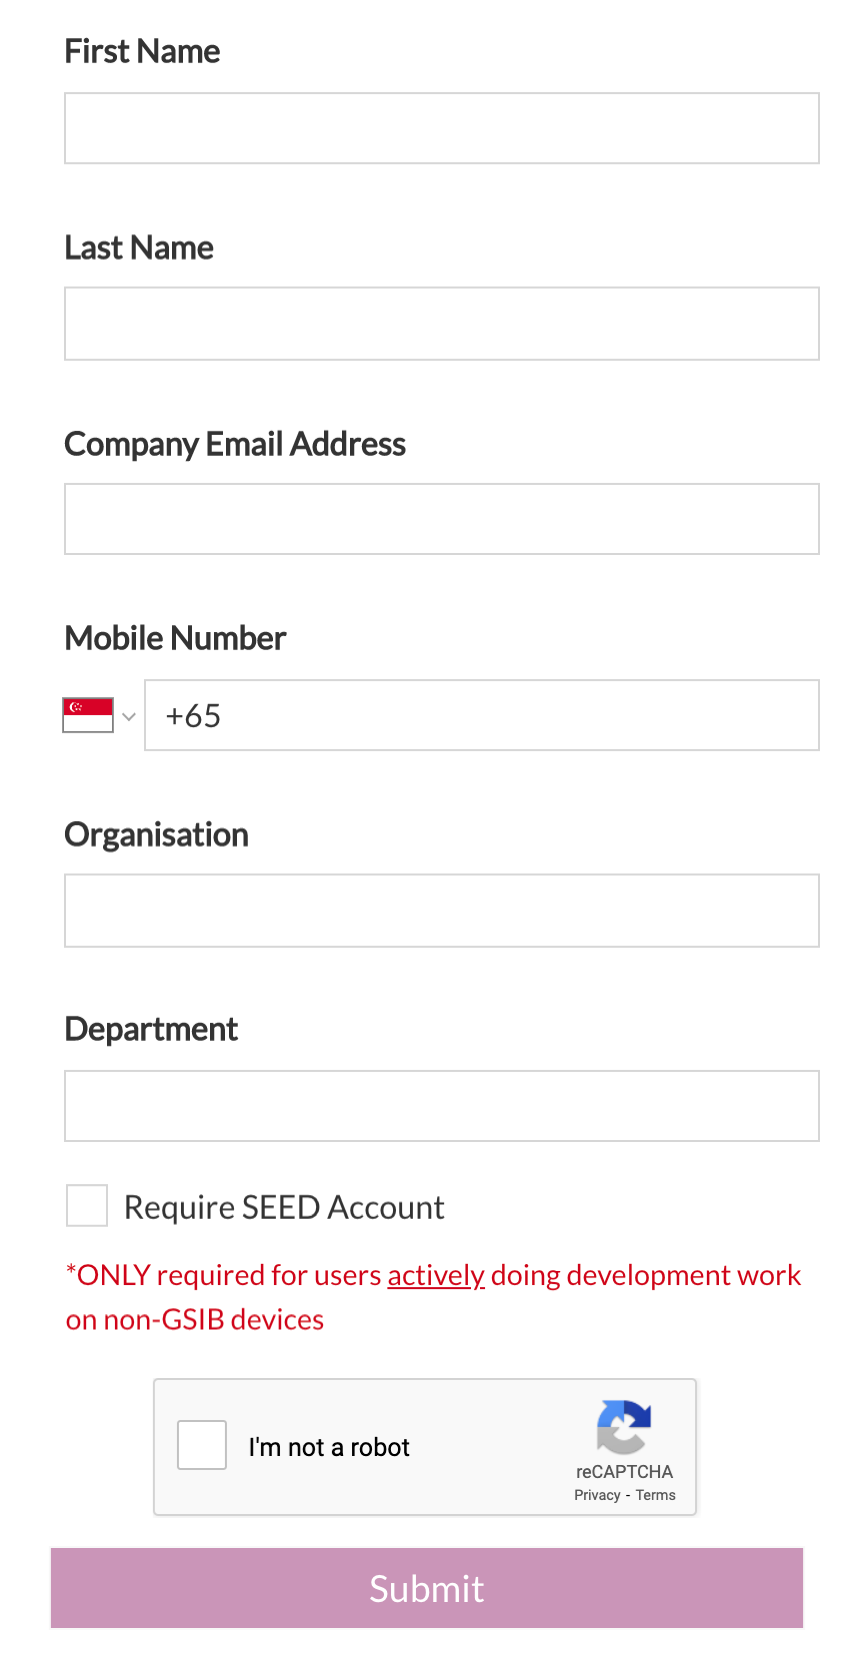 First Name
Last Name
Company Email Address
Mobile Number
+65
Organisation
Department
Require SEED Account
*ONLY required for users actively doing development work
on non-GSIB devices
I'm not a robot
reCAPTCHA
Privacy - Terms
Submit